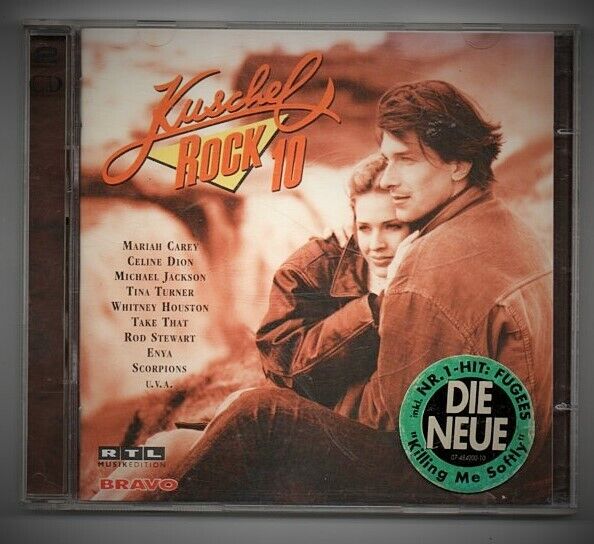 Kuschel
ROCK 10
MARIAH CAREY
CELINE DION
MICHAEL JACKSON
TINA TURNER
WHITNEY HOUSTON
TAKE THAT
ROD STEWART
ENYA
SCORPIONS
U.V.A.
RTL
MUSIKEDITION
BRAVO
inkl. NR.1-HIT: FUGEES
DIE
NEUE
"Killing Me Softly"
CD